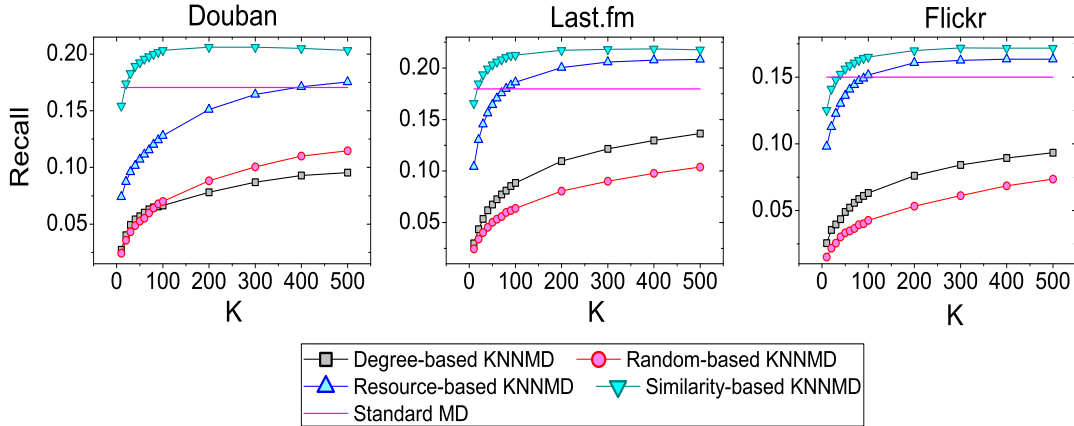 Douban
Last.fm
Flickr
Recall
0.20
0.15
0.10
0.05
0 100 200 300 400 500
K
0.20
0.15
0.10
0.05
0 100 200 300 400 500
K
0.15
0.10
0.05
0 100 200 300 400 500
K
Degree-based KNNMD
Random-based KNNMD
Resource-based KNNMD
Similarity-based KNNMD
Standard MD